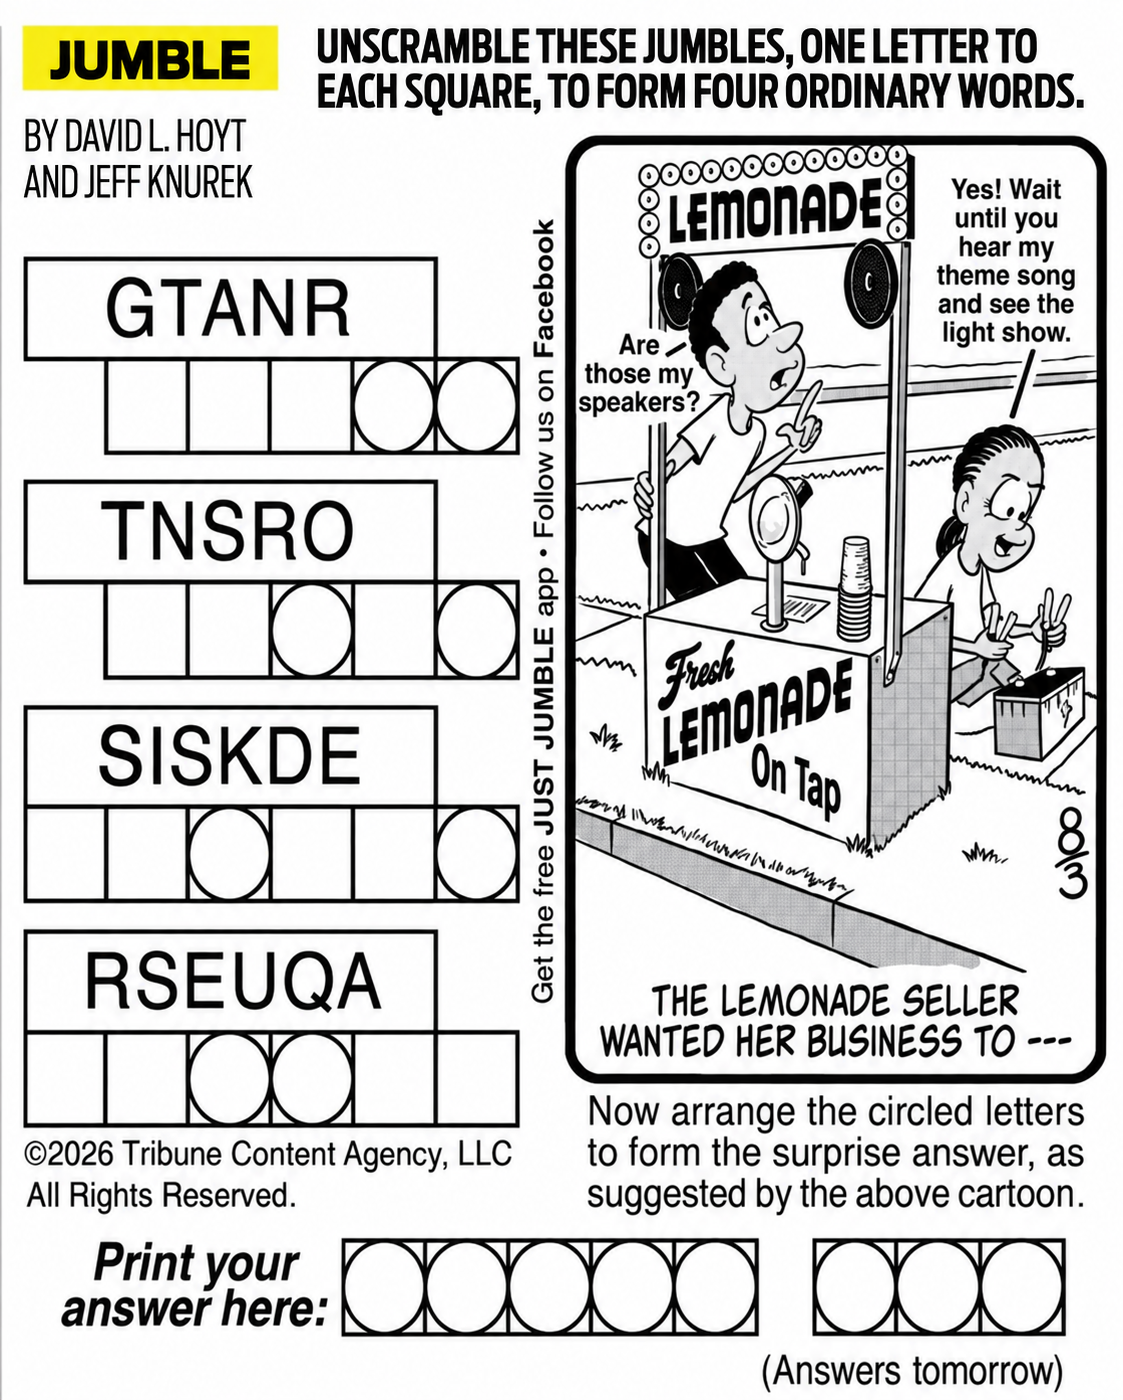 JUMBLE
UNSCRAMBLE THESE JUMBLES, ONE LETTER TO
EACH SQUARE, TO FORM FOUR ORDINARY WORDS.
BY DAVID L. HOYT
AND JEFF KNUREK
GTANR
TNSRO
SISKDE
RSEUQA
©2026 Tribune Content Agency, LLC
All Rights Reserved.
Get the free JUST JUMBLE app • Follow us on Facebook
LEMONADE
Yes! Wait
until you
hear my
theme song
and see the
light show.
Are
those my
speakers?
Fresh
LEMONADE
On Tap
8
3
THE LEMONADE SELLER
WANTED HER BUSINESS TO ---
Now arrange the circled letters
to form the surprise answer, as
suggested by the above cartoon.
Print your
answer here:
(Answers tomorrow)